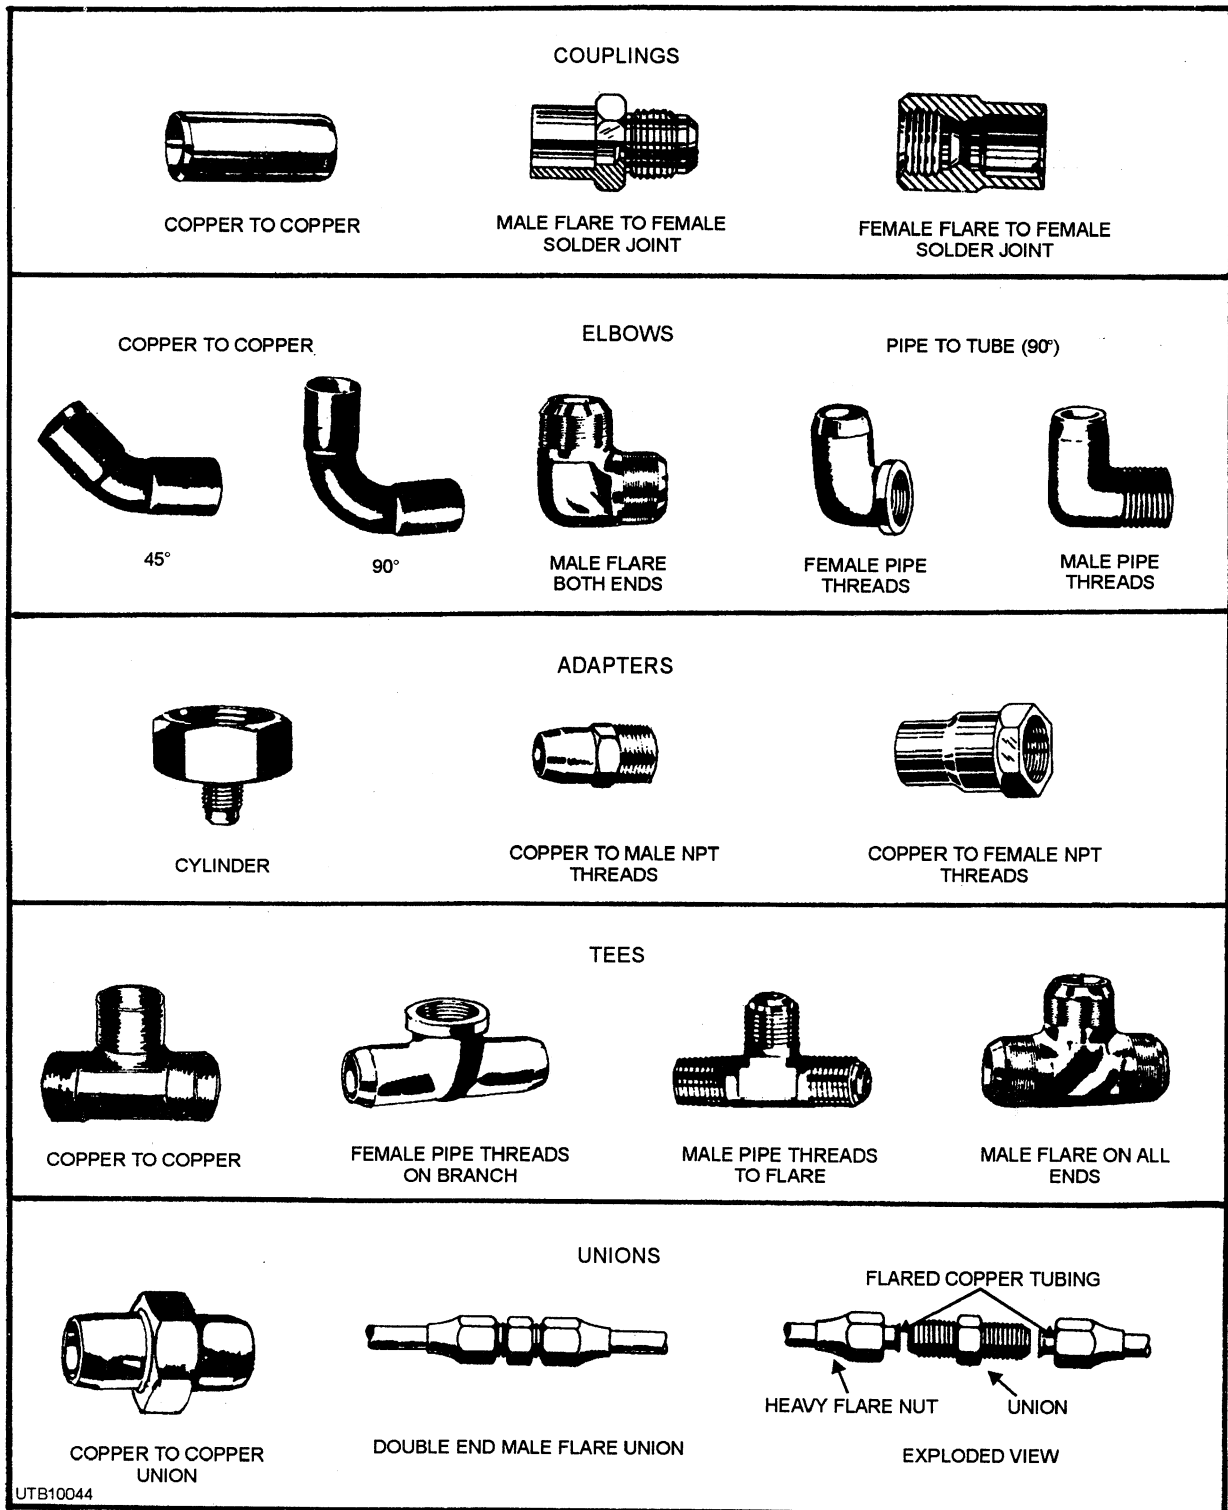 COUPLINGS
COPPER TO COPPER
MALE FLARE TO FEMALE
SOLDER JOINT
FEMALE FLARE TO FEMALE
SOLDER JOINT
ELBOWS
COPPER TO COPPER
PIPE TO TUBE (90°)
45°
90°
MALE FLARE
BOTH ENDS
FEMALE PIPE
THREADS
MALE PIPE
THREADS
ADAPTERS
CYLINDER
COPPER TO MALE NPT
THREADS
COPPER TO FEMALE NPT
THREADS
TEES
COPPER TO COPPER
FEMALE PIPE THREADS
ON BRANCH
MALE PIPE THREADS
TO FLARE
MALE FLARE ON ALL
ENDS
UNIONS
FLARED COPPER TUBING
HEAVY FLARE NUT
UNION
COPPER TO COPPER
UNION
DOUBLE END MALE FLARE UNION
EXPLODED VIEW
UTB10044